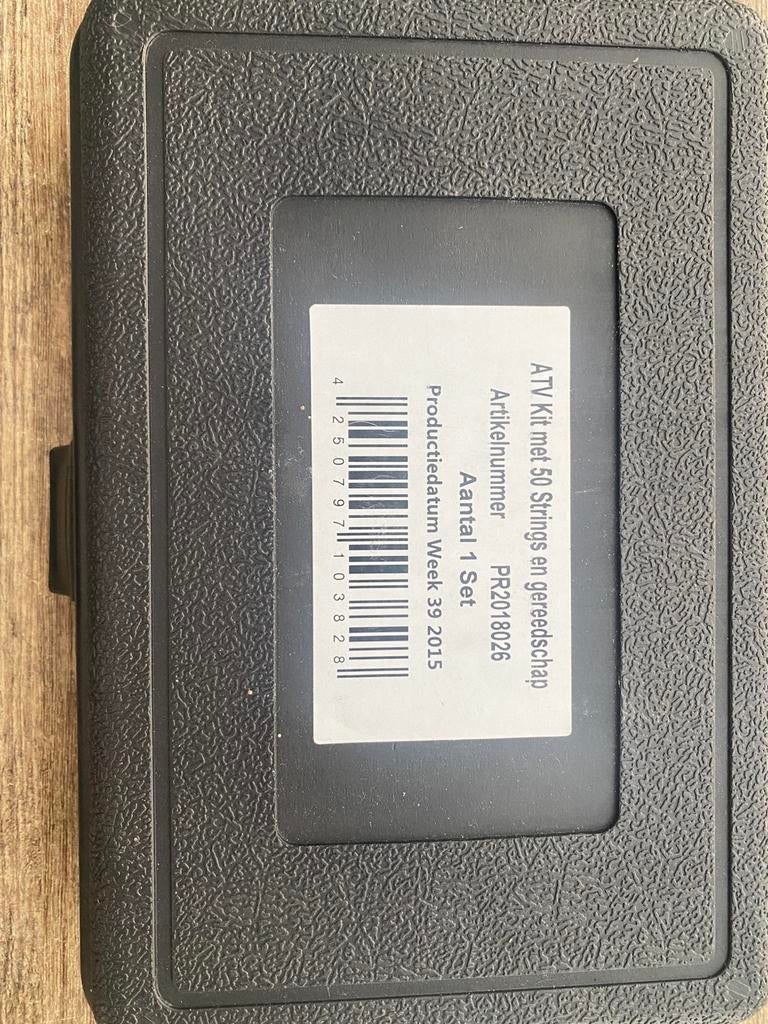 ATV Kit met 50 Strings en gereedschap
Artikelnummer PR2018026
Aantal 1 Set
Productiedatum Week 39 2015
4 250797 103828